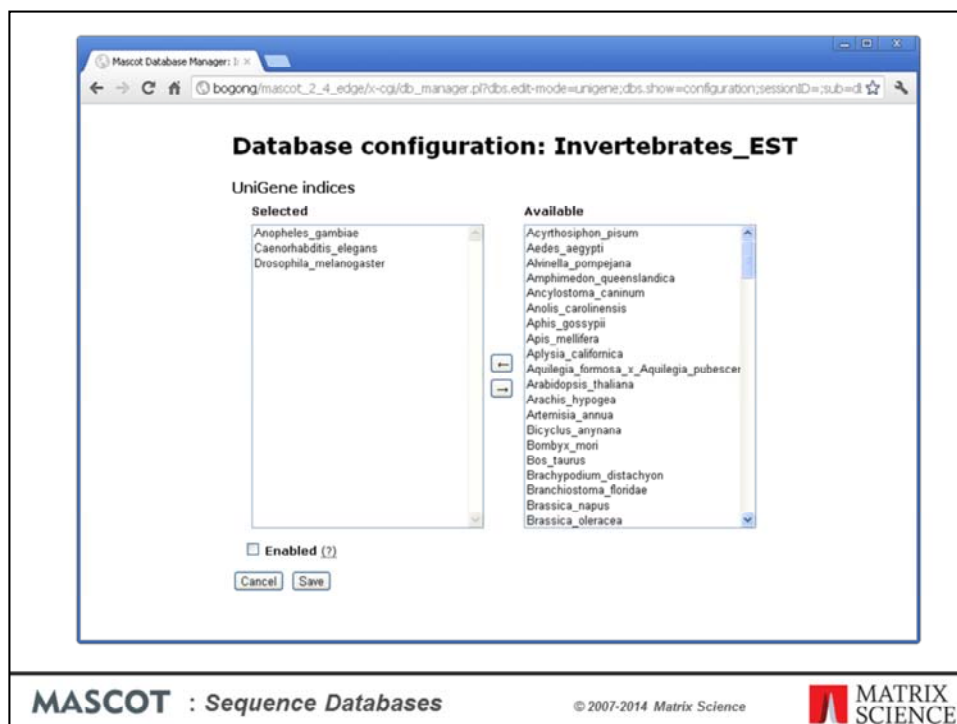 Mascot Database Manager: I
bogong/mascot_2_4_edge/x-cgi/db_manager.pl?dbs.edit-mode=unigene;dbs.show=configuration;sessionID=;sub=d
Database configuration: Invertebrates_EST
UniGene indices
Selected
Anopheles_gambiae
Caenorhabditis_elegans
Drosophila_melanogaster
Available
Acyrthosiphon_pisum
Aedes_aegypti
Alvinella_pompejana
Amphimedon_queenslandica
Ancylostoma_caninum
Anolis_carolinensis
Aphis_gossypii
Apis_mellifera
Aplysia_californica
Aquilegia_formosa_x_Aquilegia_pubescer
Arabidopsis_thaliana
Arachis_hypogea
Artemisia_annua
Bicyclus_anynana
Bombyx_mori
Bos_taurus
Brachypodium_distachyon
Branchiostoma_floridae
Brassica_napus
Brassica_oleracea
← 
→
Enabled (?)
Cancel Save
MASCOT : Sequence Databases
© 2007-2014 Matrix Science
MATRIX
SCIENCE